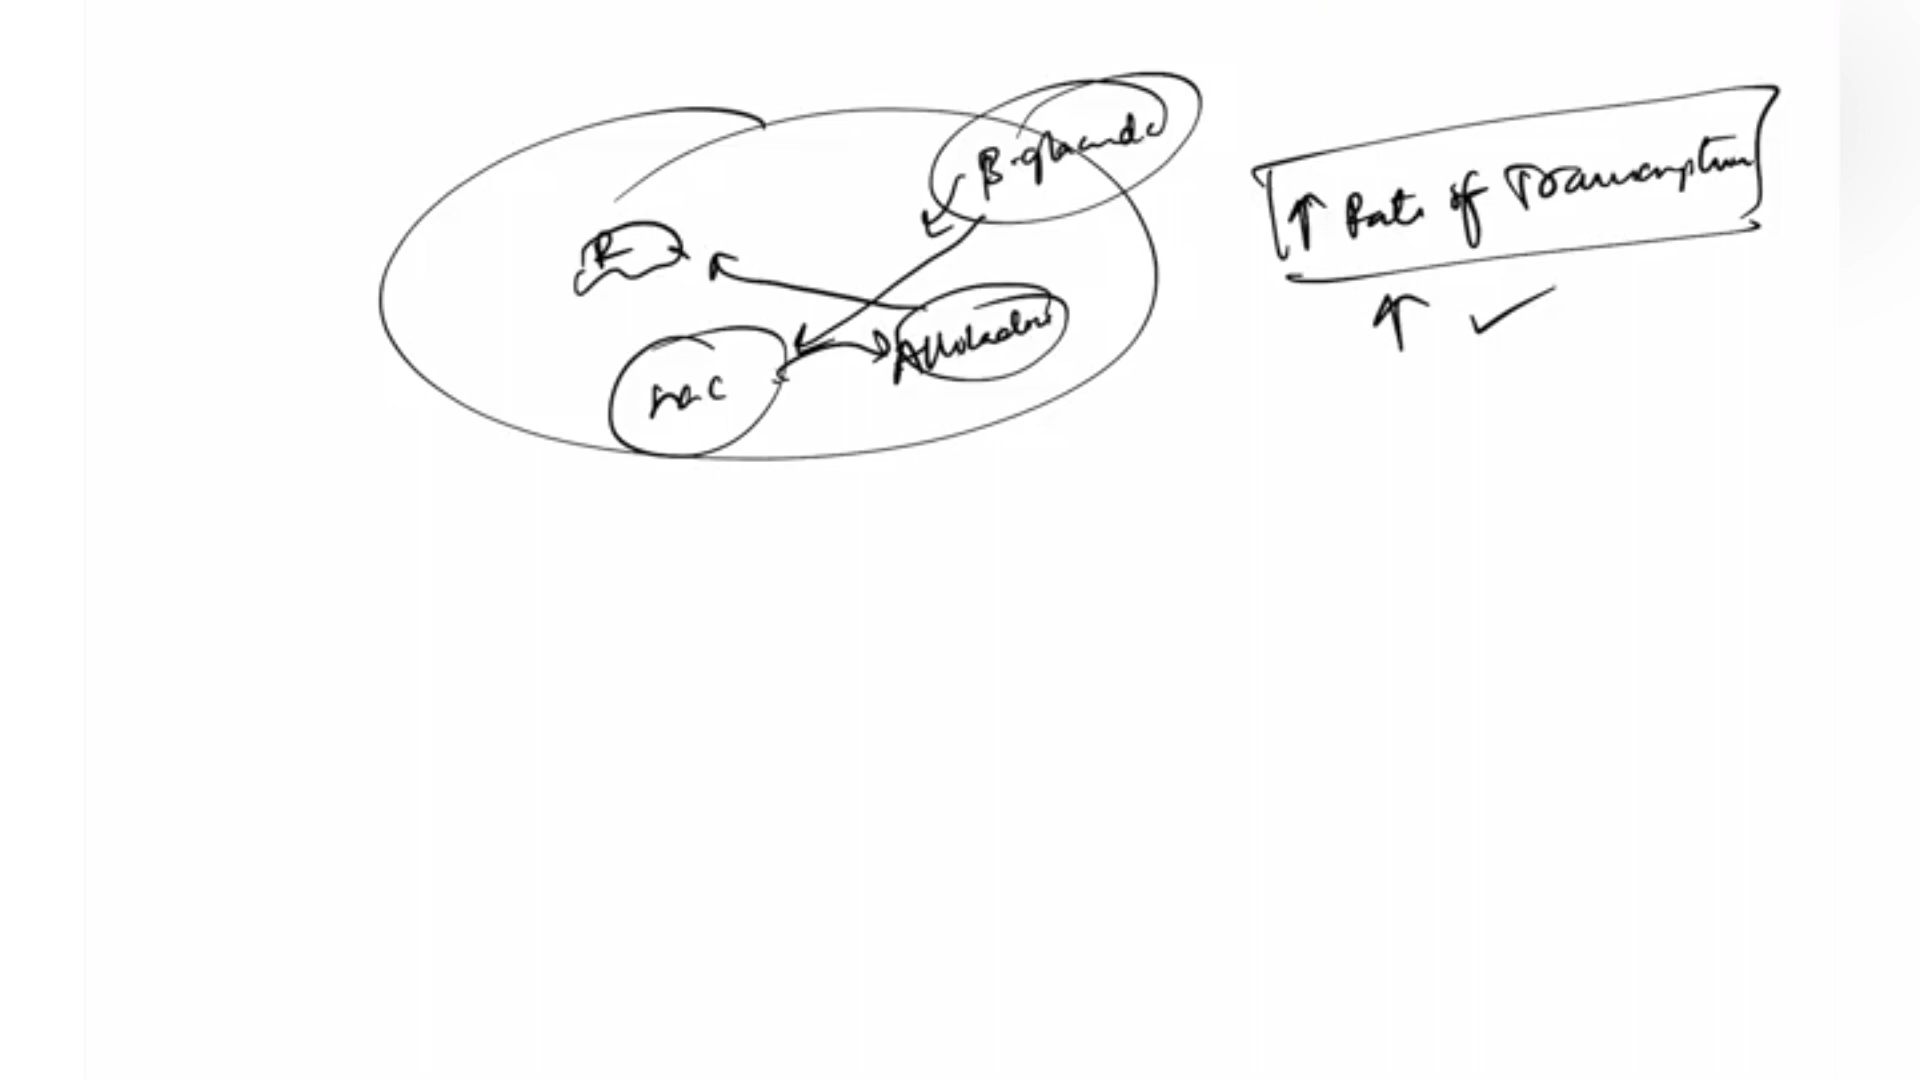 β-galactosidase
↑ Rate of Transcription
R
Allolactose
Lac
↑ ✓